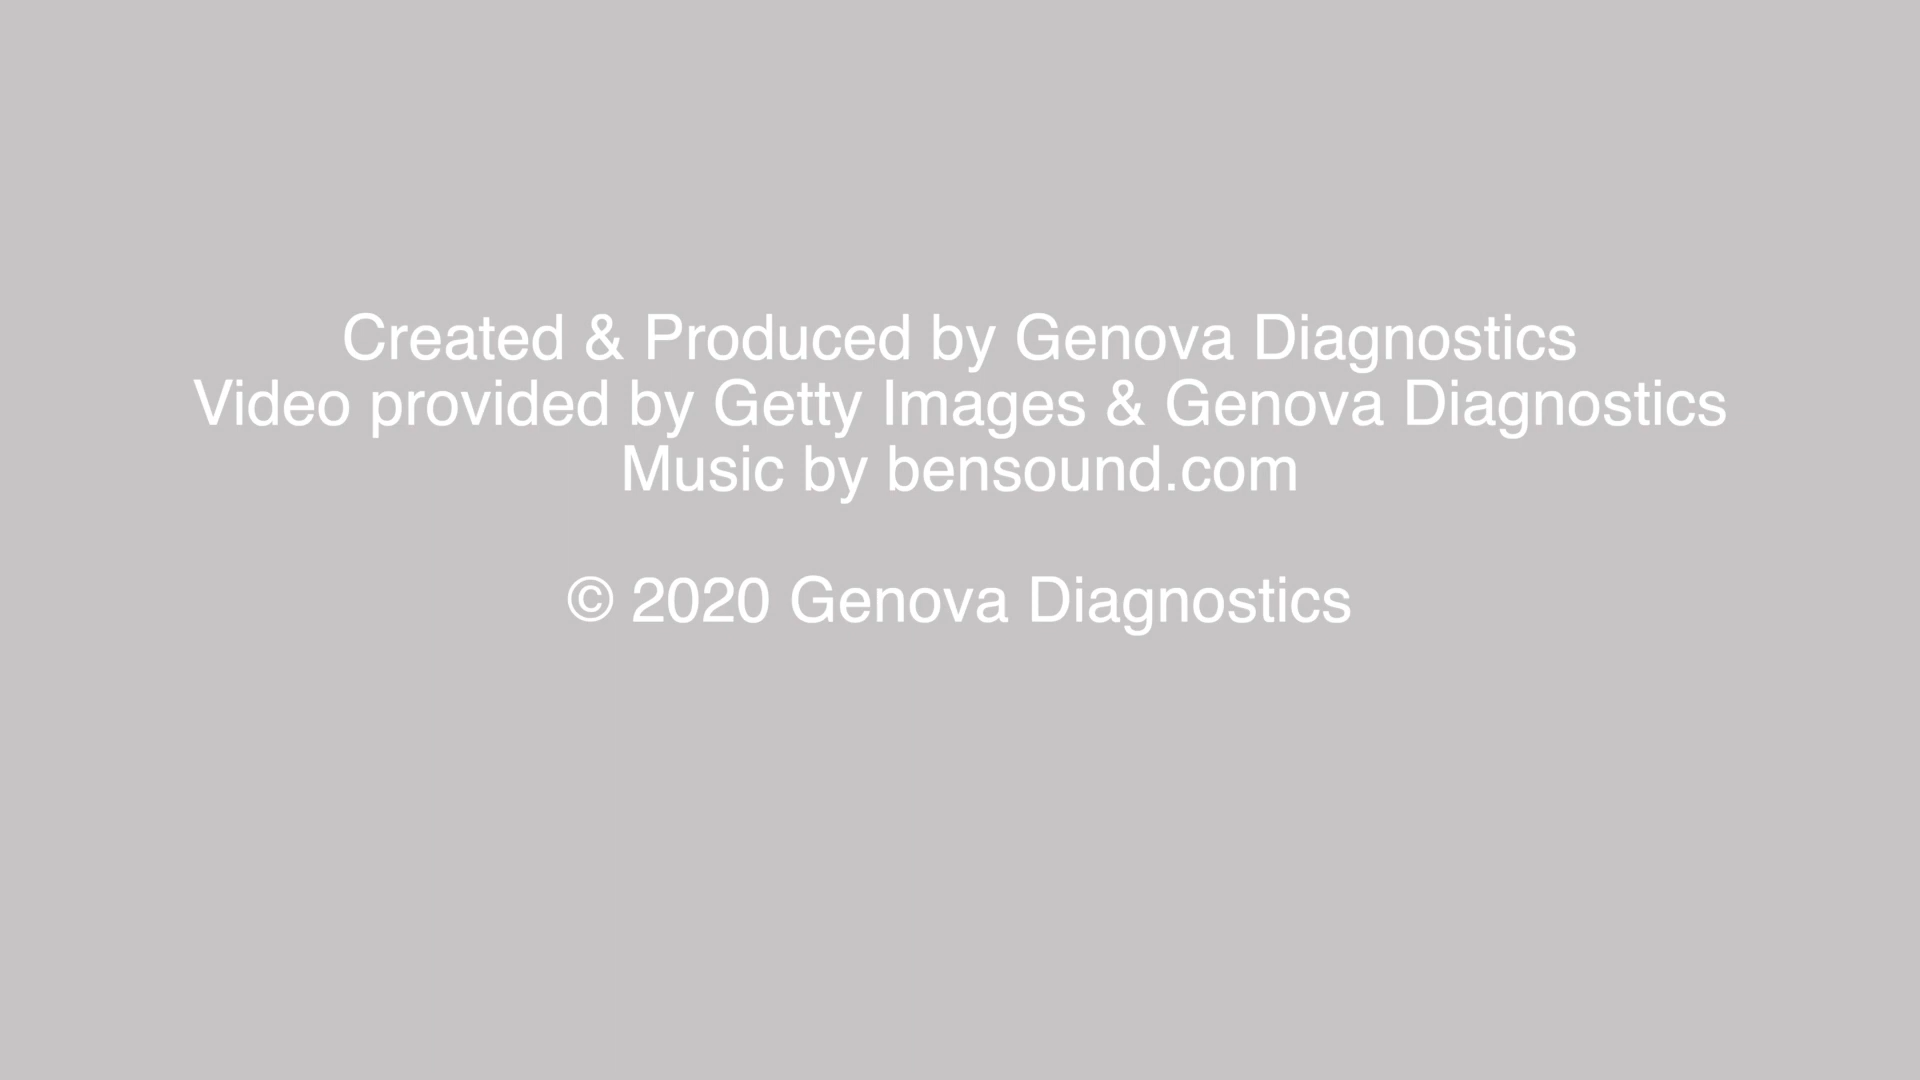 Created & Produced by Genova Diagnostics
Video provided by Getty Images & Genova Diagnostics
Music by bensound.com
© 2020 Genova Diagnostics